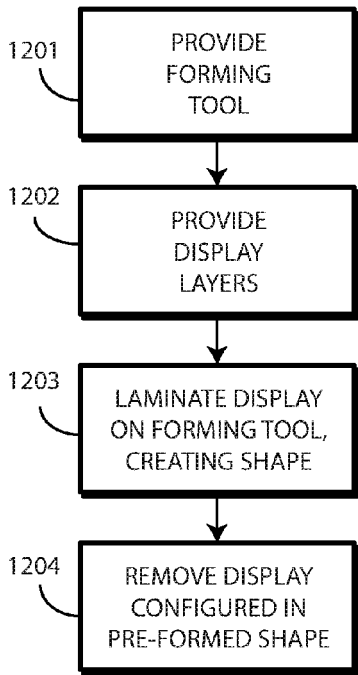 1201
PROVIDE
FORMING
TOOL
1202
PROVIDE
DISPLAY
LAYERS
1203
LAMINATE DISPLAY
ON FORMING TOOL,
CREATING SHAPE
1204
REMOVE DISPLAY
CONFIGURED IN
PRE-FORMED SHAPE